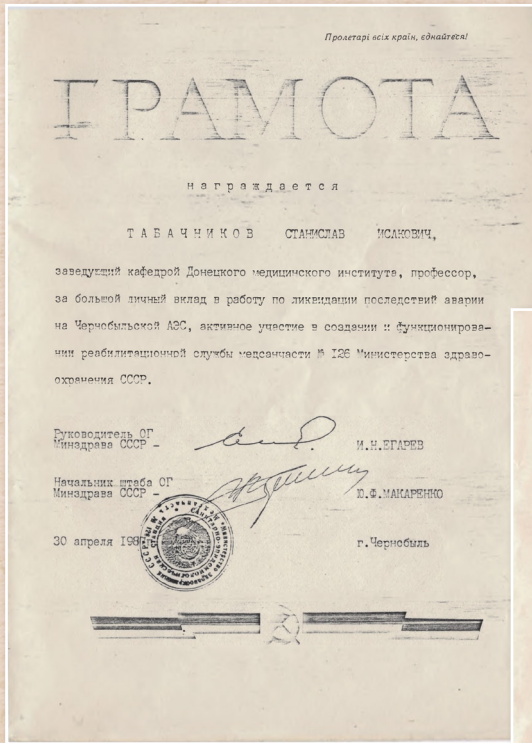 Пролетарі всіх країн, єднайтеся!
ГРАМОТА
награждается
ТАБАЧНИКОВ СТАНИСЛАВ ИСАКОВИЧ,
заведующий кафедрой Донецкого медицинского института, профессор,
за большой личный вклад в работу по ликвидации последствий аварии
на Чернобыльской АЭС, активное участие в создании и функционирова-
нии реабилитационной службы медсанчасти № I26 Министерства здраво-
охранения СССР.
Руководитель ОГ
Минздрава СССР -
И.Н.ЕГАРЕВ
Начальник штаба ОГ
Минздрава СССР -
Ю.Ф.МАКАРЕНКО
30 апреля
г.Чернобыль